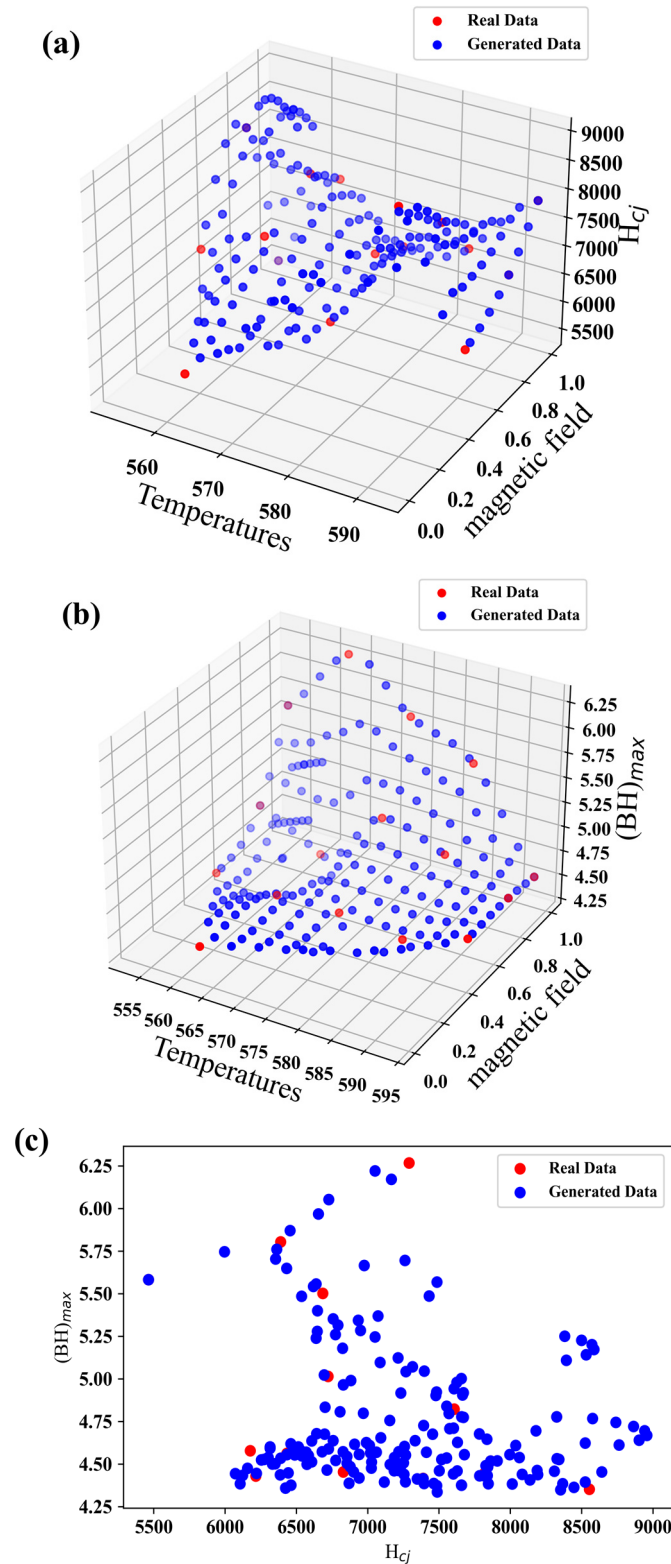 (a)
Real Data
Generated Data
9000
8500
8000
7500
7000
6500
6000
5500
H_{cj}
1.0
0.8
0.6
0.4
0.2
0.0
magnetic field
560
570
580
590
Temperatures
(b)
Real Data
Generated Data
6.25
6.00
5.75
5.50
5.25
5.00
4.75
4.50
4.25
(BH)_{max}
1.0
0.8
0.6
0.4
0.2
0.0
magnetic field
555
560
565
570
575
580
585
590
595
Temperatures
(c)
Real Data
Generated Data
6.25
6.00
5.75
5.50
5.25
5.00
4.75
4.50
4.25
(BH)_{max}
5500 6000 6500 7000 7500 8000 8500 9000
H_{cj}